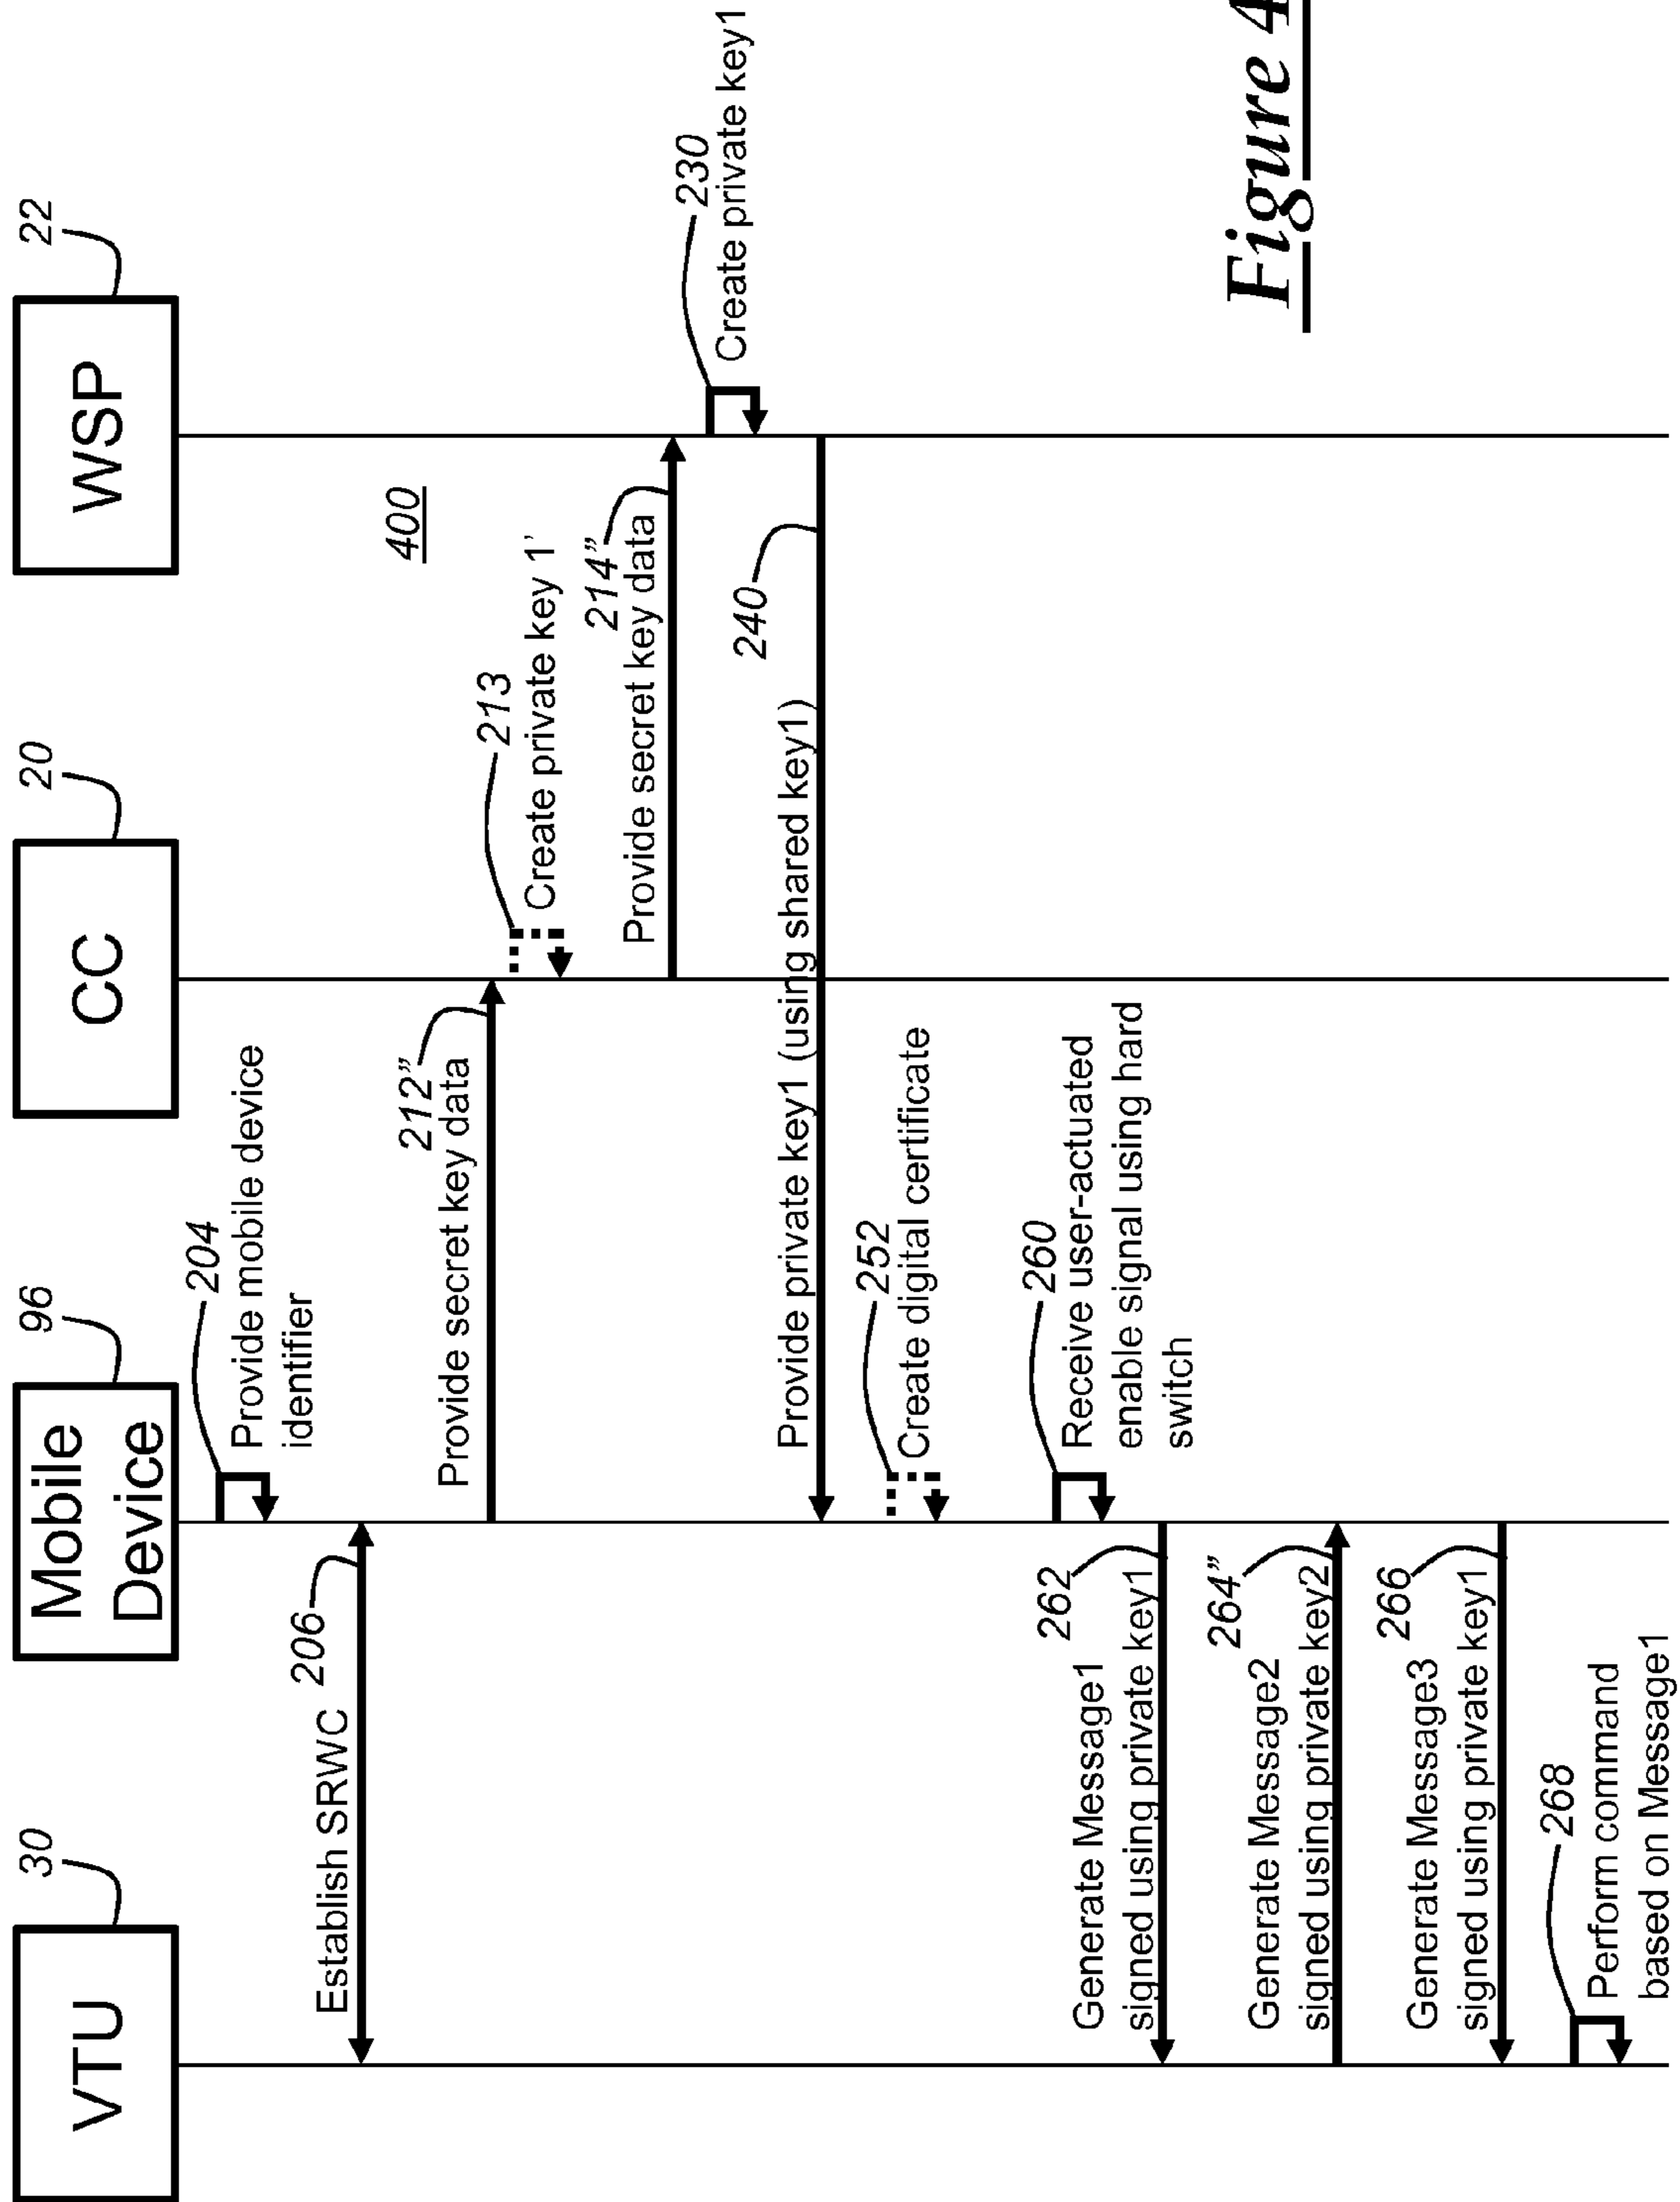 30
VTU
96
Mobile
Device
20
CC
22
WSP
400
204
Provide mobile device
identifier
206
Establish SRWC
212”
Provide secret key data
213
Create private key 1’
214”
Provide secret key data
230
Create private key1
240
Provide private key1 (using shared key1)
252
Create digital certificate
260
Receive user-actuated
enable signal using hard
switch
262
Generate Message1
signed using private key1
264”
Generate Message2
signed using private key2
266
Generate Message3
signed using private key1
268
Perform command
based on Message1
Figure 4